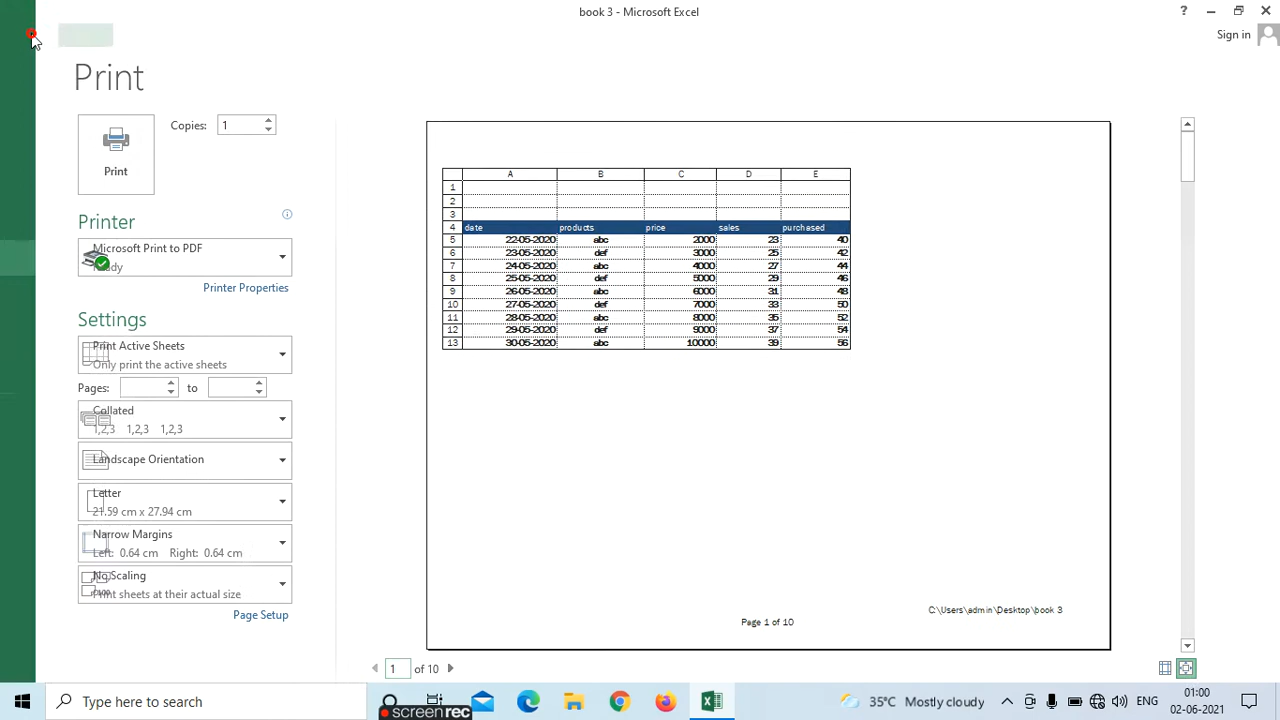 book 3 - Microsoft Excel
?
Sign in
Print
Print
Copies: 1
Printer
Microsoft Print to PDF
Ready
Printer Properties
Settings
Print Active Sheets
Only print the active sheets
Pages: to
Collated
1,2,3 1,2,3 1,2,3
Landscape Orientation
Letter
21.59 cm x 27.94 cm
Narrow Margins
Left: 0.64 cm Right: 0.64 cm
No Scaling
Print sheets at their actual size
Page Setup
A B C D E
1
2
3
4 date products price sales purchased
5 22-05-2020 abc 2000 23 40
6 23-05-2020 def 3000 25 42
7 24-05-2020 abc 4000 27 44
8 25-05-2020 def 5000 29 46
9 26-05-2020 abc 6000 31 48
10 27-05-2020 def 7000 33 50
11 28-05-2020 abc 8000 35 52
12 29-05-2020 def 9000 37 54
13 30-05-2020 abc 10000 39 56
C:\Users\admin\Desktop\book 3
Page 1 of 10
1 of 10
Type here to search
screenrec
35°C Mostly cloudy
ENG
01:00
02-06-2021